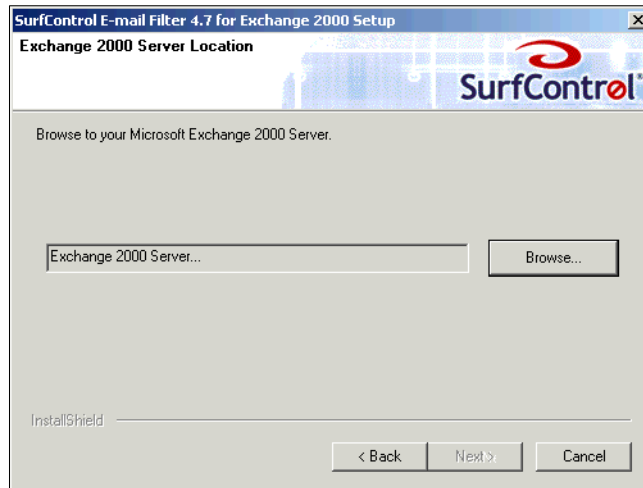 SurfControl E-mail Filter 4.7 for Exchange 2000 Setup
Exchange 2000 Server Location
SurfControl
Browse to your Microsoft Exchange 2000 Server.
Exchange 2000 Server...
Browse...
InstallShield
< Back
Next >
Cancel